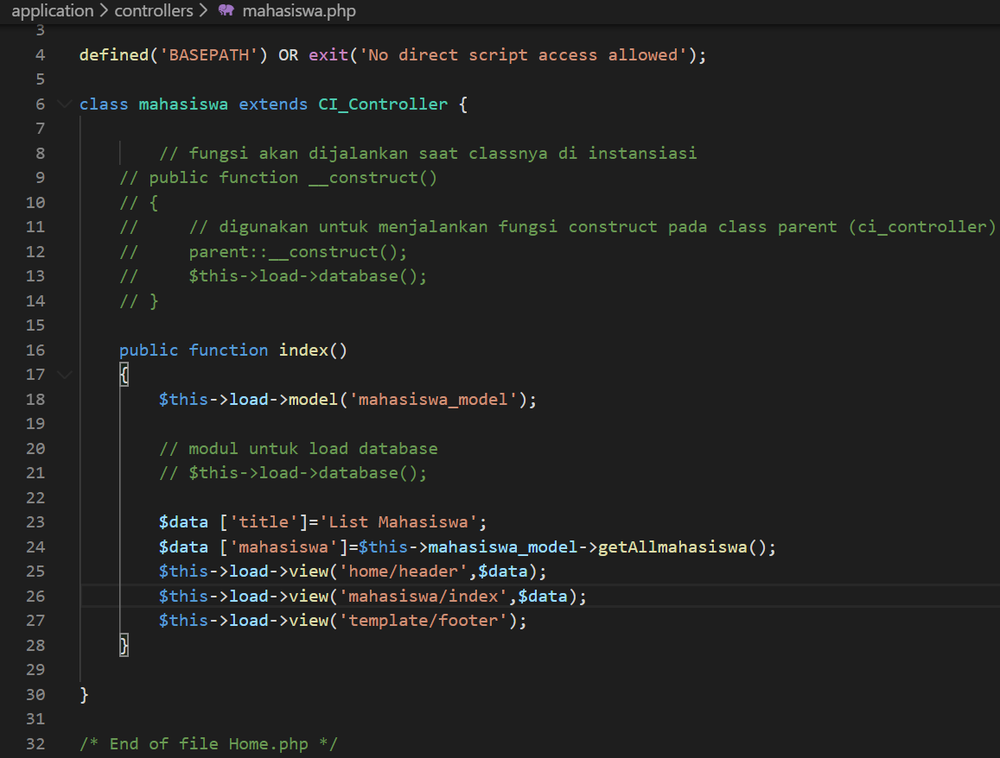 application > controllers > mahasiswa.php
3
4 defined('BASEPATH') OR exit('No direct script access allowed');
5
6 class mahasiswa extends CI_Controller {
7
8 // fungsi akan dijalankan saat classnya di instansiasi
9 // public function __construct()
10 // {
11 //     // digunakan untuk menjalankan fungsi construct pada class parent (ci_controller)
12 //     parent::__construct();
13 //     $this->load->database();
14 // }
15
16 public function index()
17 {
18 $this->load->model('mahasiswa_model');
19
20 // modul untuk load database
21 // $this->load->database();
22
23 $data ['title']='List Mahasiswa';
24 $data ['mahasiswa']=$this->mahasiswa_model->getAllmahasiswa();
25 $this->load->view('home/header',$data);
26 $this->load->view('mahasiswa/index',$data);
27 $this->load->view('template/footer');
28 }
29
30 }
31
32 /* End of file Home.php */